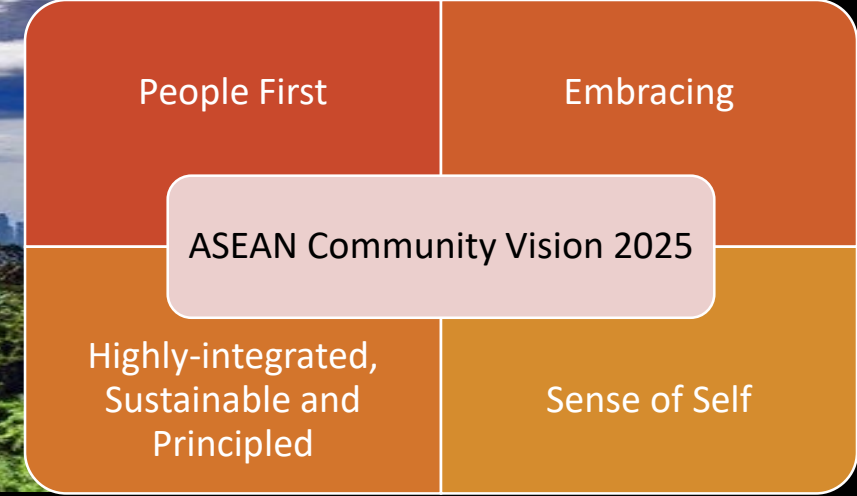 People First
Embracing
ASEAN Community Vision 2025
Highly-integrated,
Sustainable and
Principled
Sense of Self